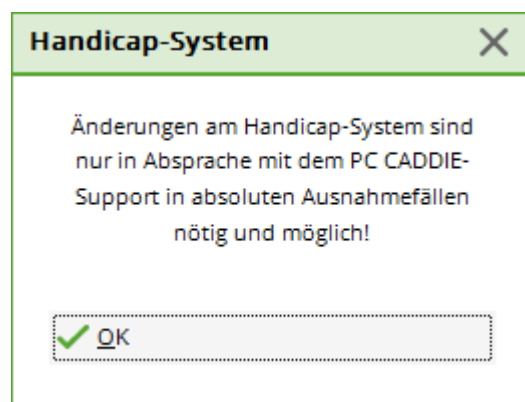 Handicap-System
Änderungen am Handicap-System sind
nur in Absprache mit dem PC CADDIE-
Support in absoluten Ausnahmefällen
nötig und möglich!
OK